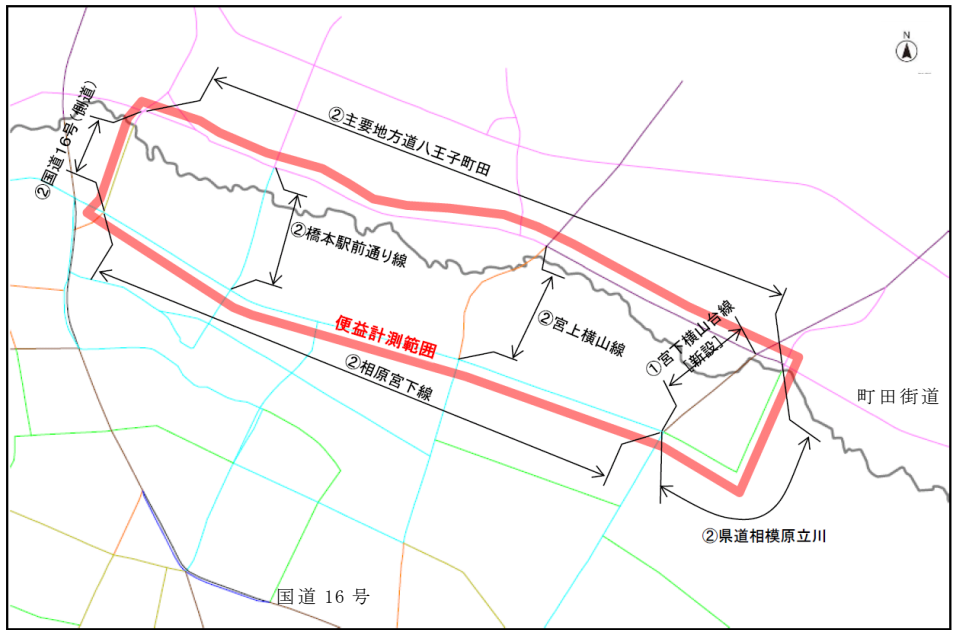 N
②主要地方道八王子町田
②国道16号(側道)
②橋本駅前通り線
便益計測範囲
②宮上横山線
①宮下横山台線
[新設]
②相原宮下線
町田街道
②県道相模原立川
国道 16 号